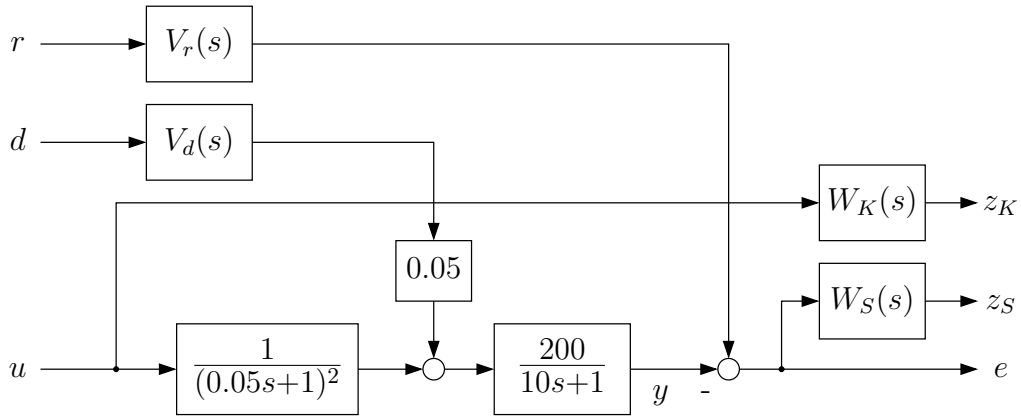 r
V_r(s)
d
V_d(s)
W_K(s)
z_K
0.05
W_S(s)
z_S
u
1
(0.05s+1)^2
200
10s+1
y
-
e